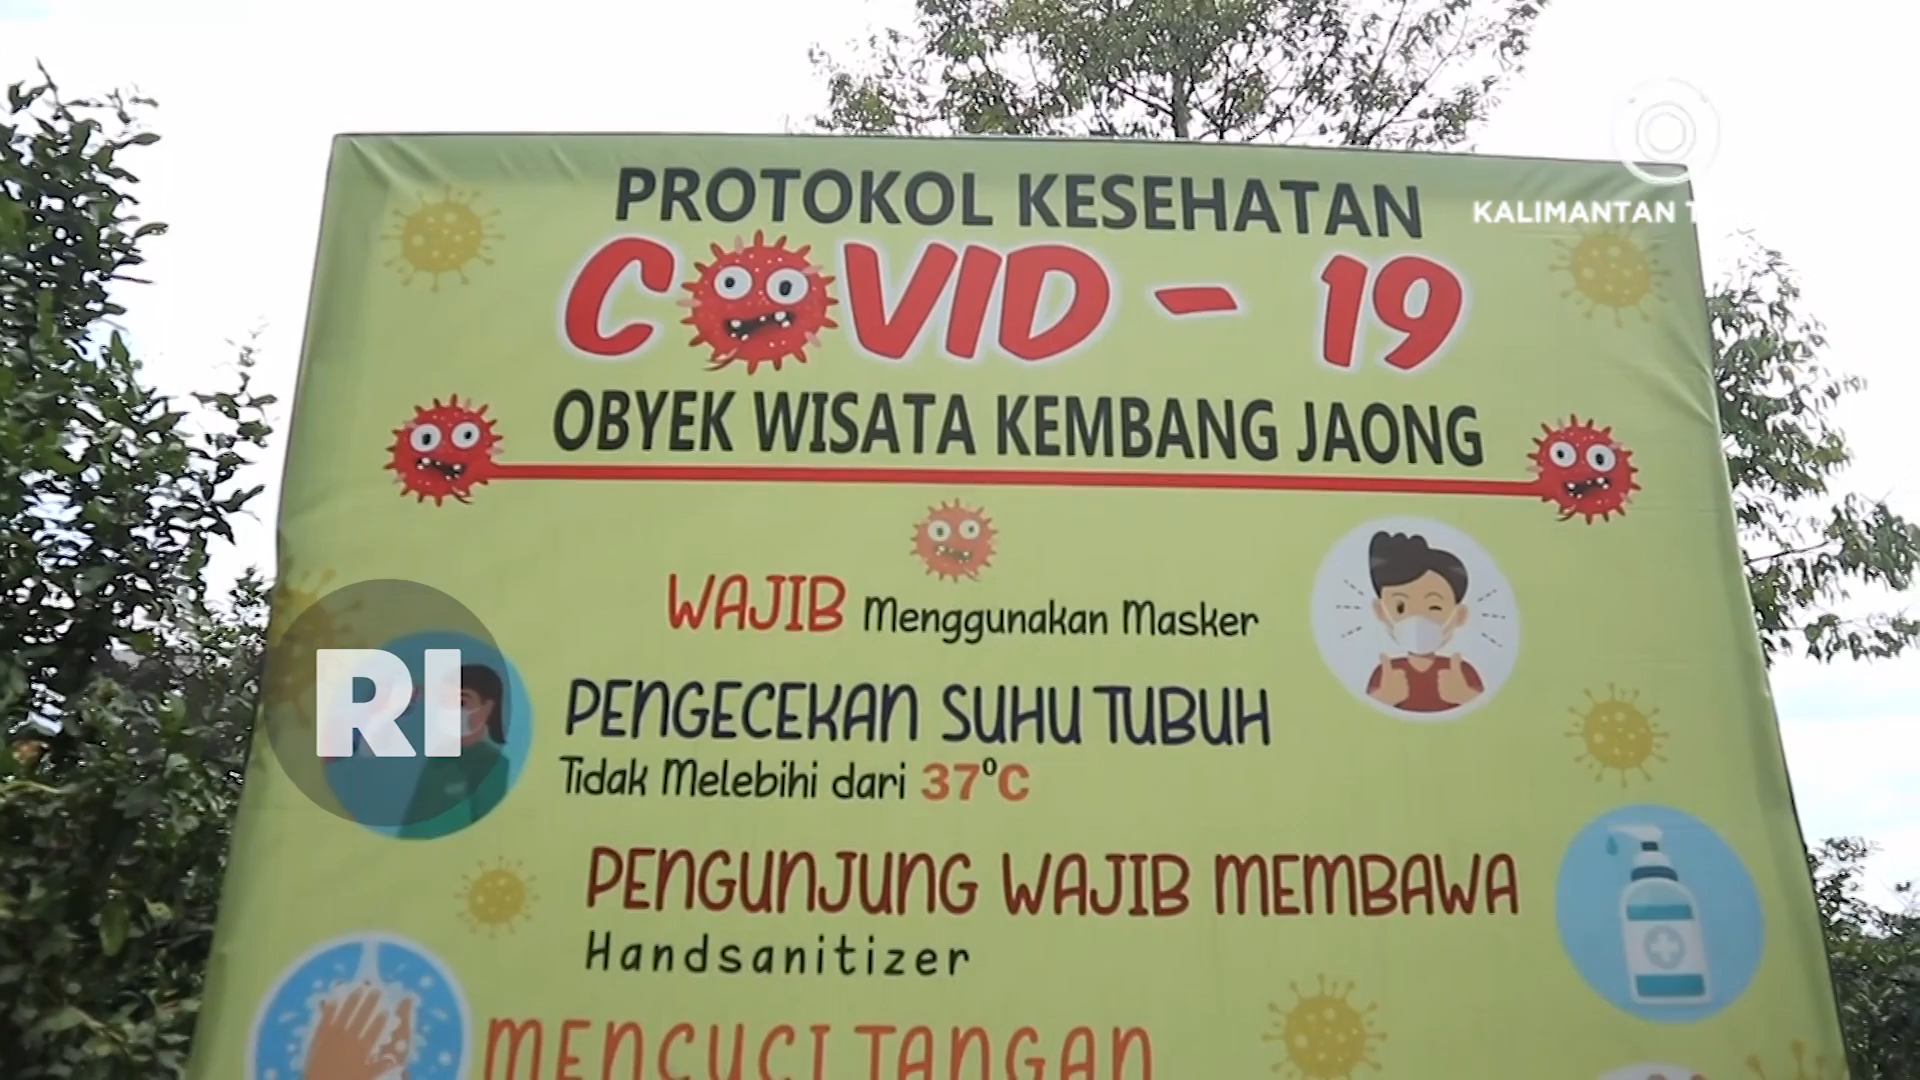 PROTOKOL KESEHATAN
COVID - 19
KALIMANTAN
OBYEK WISATA KEMBANG JAONG
WAJIB Menggunakan Masker
RI
PENGECEKAN SUHU TUBUH
Tidak Melebihi dari 37°C
PENGUNJUNG WAJIB MEMBAWA
Handsanitizer
MENCUCI TANGAN